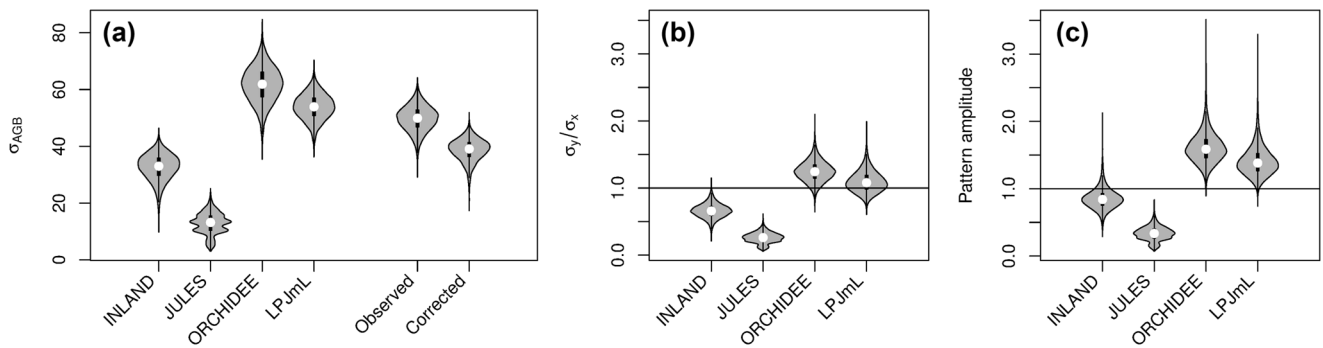 (a)
σAGB
80
60
40
20
0
INLAND
JULES
ORCHIDEE
LPJmL
Observed
Corrected
(b)
σy/σx
3.0
2.0
1.0
0.0
INLAND
JULES
ORCHIDEE
LPJmL
(c)
Pattern amplitude
3.0
2.0
1.0
0.0
INLAND
JULES
ORCHIDEE
LPJmL